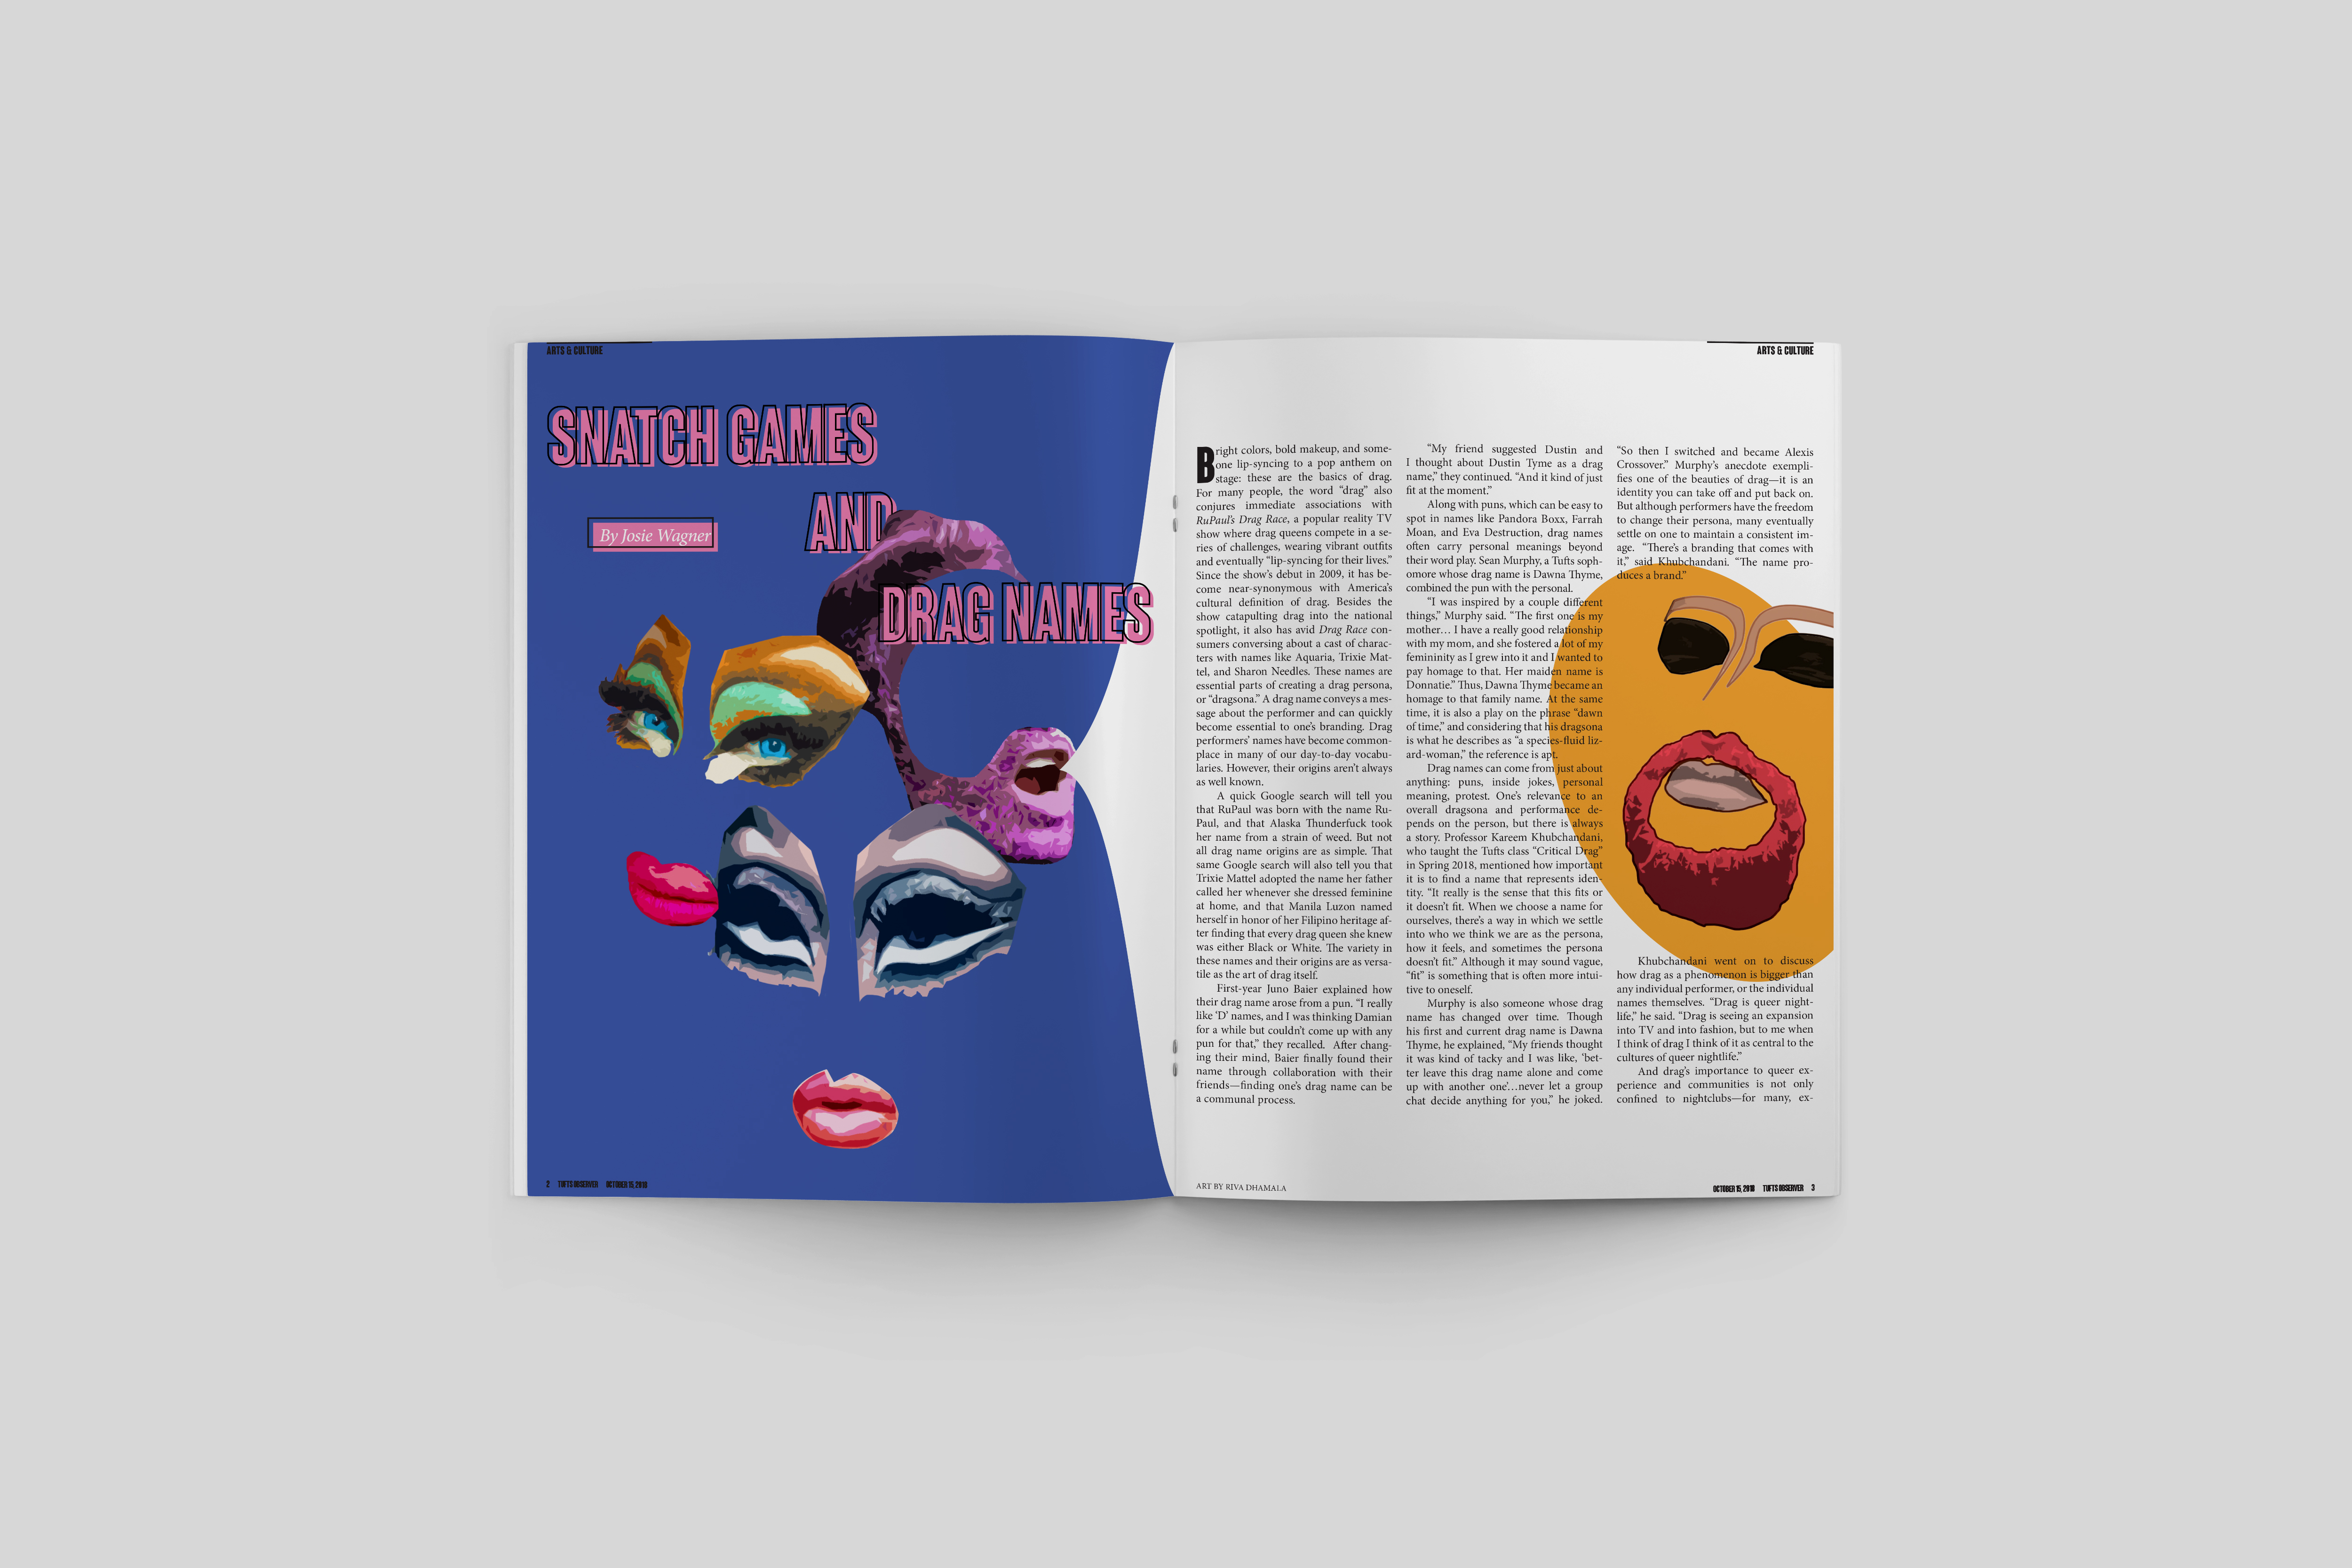 ARTS & CULTURE
SNATCH GAMES
AND
DRAG NAMES
By Josie Wagner
2 TUFTS OBSERVER OCTOBER 15, 2018
ARTS & CULTURE
Bright colors, bold makeup, and some-
one lip-syncing to a pop anthem on
stage: these are the basics of drag.
For many people, the word “drag” also
conjures immediate associations with
RuPaul’s Drag Race, a popular reality TV
show where drag queens compete in a se-
ries of challenges, wearing vibrant outfits
and eventually “lip-syncing for their lives.”
Since the show’s debut in 2009, it has be-
come near-synonymous with America’s
cultural definition of drag. Besides the
show catapulting drag into the national
spotlight, it also has avid Drag Race con-
sumers conversing about a cast of charac-
ters with names like Aquaria, Trixie Mat-
tel, and Sharon Needles. These names are
essential parts of creating a drag persona,
or “dragsona.” A drag name conveys a mes-
sage about the performer and can quickly
become essential to one’s branding. Drag
performers’ names have become common-
place in many of our day-to-day vocabu-
laries. However, their origins aren’t always
as well known.
A quick Google search will tell you
that RuPaul was born with the name Ru-
Paul, and that Alaska Thunderfuck took
her name from a strain of weed. But not
all drag name origins are as simple. That
same Google search will also tell you that
Trixie Mattel adopted the name her father
called her whenever she dressed feminine
at home, and that Manila Luzon named
herself in honor of her Filipino heritage af-
ter finding that every drag queen she knew
was either Black or White. The variety in
these names and their origins are as versa-
tile as the art of drag itself.
First-year Juno Baier explained how
their drag name arose from a pun. “I really
like ‘D’ names, and I was thinking Damian
for a while but couldn’t come up with any
pun for that,” they recalled. After chang-
ing their mind, Baier finally found their
name through collaboration with their
friends—finding one’s drag name can be
a communal process.
“My friend suggested Dustin and
I thought about Dustin Tyme as a drag
name,” they continued. “And it kind of just
fit at the moment.”
Along with puns, which can be easy to
spot in names like Pandora Boxx, Farrah
Moan, and Eva Destruction, drag names
often carry personal meanings beyond
their word play. Sean Murphy, a Tufts soph-
omore whose drag name is Dawna Thyme,
combined the pun with the personal.
“I was inspired by a couple different
things,” Murphy said. “The first one is my
mother… I have a really good relationship
with my mom, and she fostered a lot of my
femininity as I grew into it and I wanted to
pay homage to that. Her maiden name is
Donnatie.” Thus, Dawna Thyme became an
homage to that family name. At the same
time, it is also a play on the phrase “dawn
of time,” and considering that his dragsona
is what he describes as “a species-fluid liz-
ard-woman,” the reference is apt.
Drag names can come from just about
anything: puns, inside jokes, personal
meaning, protest. One’s relevance to an
overall dragsona and performance de-
pends on the person, but there is always
a story. Professor Kareem Khubchandani,
who taught the Tufts class “Critical Drag”
in Spring 2018, mentioned how important
it is to find a name that represents iden-
tity. “It really is the sense that this fits or
it doesn’t fit. When we choose a name for
ourselves, there’s a way in which we settle
into who we think we are as the persona,
how it feels, and sometimes the persona
doesn’t fit.” Although it may sound vague,
“fit” is something that is often more intui-
tive to oneself.
Murphy is also someone whose drag
name has changed over time. Though
his first and current drag name is Dawna
Thyme, he explained, “My friends thought
it was kind of tacky and I was like, ‘bet-
ter leave this drag name alone and come
up with another one’…never let a group
chat decide anything for you,” he joked.
“So then I switched and became Alexis
Crossover.” Murphy’s anecdote exempli-
fies one of the beauties of drag—it is an
identity you can take off and put back on.
But although performers have the freedom
to change their persona, many eventually
settle on one to maintain a consistent im-
age. “There’s a branding that comes with
it,” said Khubchandani. “The name pro-
duces a brand.”
Khubchandani went on to discuss
how drag as a phenomenon is bigger than
any individual performer, or the individual
names themselves. “Drag is queer night-
life,” he said. “Drag is seeing an expansion
into TV and into fashion, but to me when
I think of drag I think of it as central to the
cultures of queer nightlife.”
And drag’s importance to queer ex-
perience and communities is not only
confined to nightclubs—for many, ex-
ART BY RIVA DHAMALA
OCTOBER 15, 2018 TUFTS OBSERVER 3